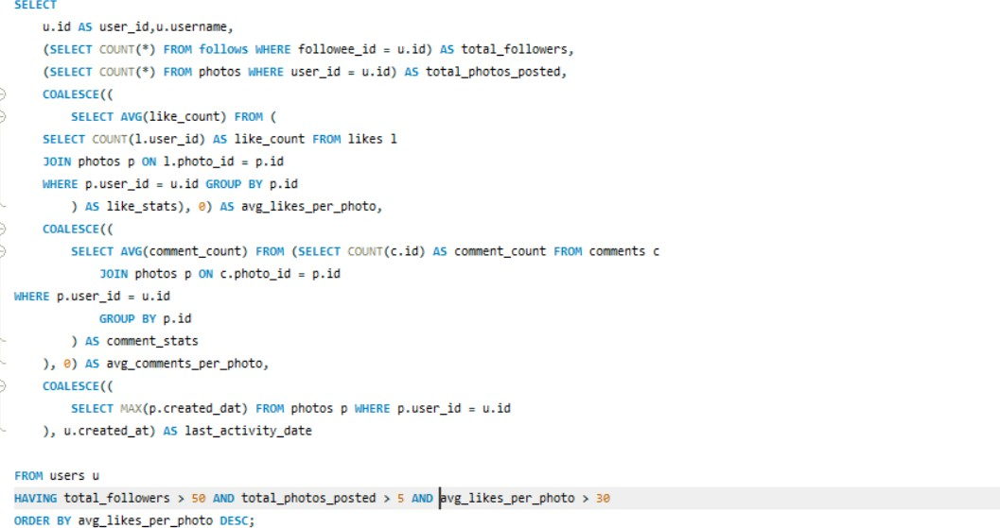 SELECT
u.id AS user_id,u.username,
(SELECT COUNT(*) FROM follows WHERE followee_id = u.id) AS total_followers,
(SELECT COUNT(*) FROM photos WHERE user_id = u.id) AS total_photos_posted,
COALESCE((
SELECT AVG(like_count) FROM (
SELECT COUNT(l.user_id) AS like_count FROM likes l
JOIN photos p ON l.photo_id = p.id
WHERE p.user_id = u.id GROUP BY p.id
) AS like_stats), 0) AS avg_likes_per_photo,
COALESCE((
SELECT AVG(comment_count) FROM (SELECT COUNT(c.id) AS comment_count FROM comments c
JOIN photos p ON c.photo_id = p.id
WHERE p.user_id = u.id
GROUP BY p.id
) AS comment_stats
), 0) AS avg_comments_per_photo,
COALESCE((
SELECT MAX(p.created_dat) FROM photos p WHERE p.user_id = u.id
), u.created_at) AS last_activity_date
FROM users u
HAVING total_followers > 50 AND total_photos_posted > 5 AND avg_likes_per_photo > 30
ORDER BY avg_likes_per_photo DESC;